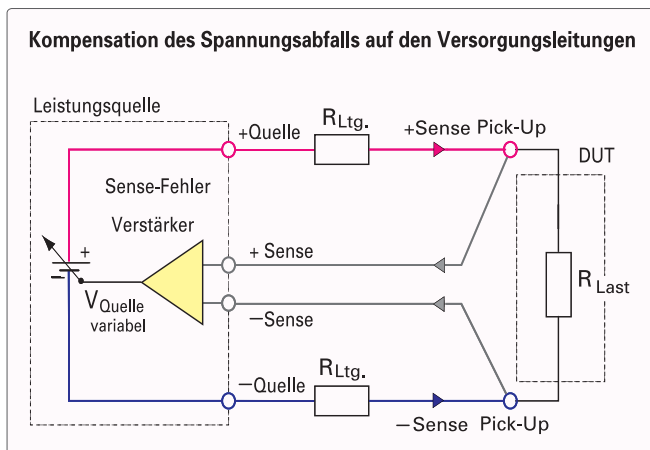 Kompensation des Spannungsabfalls auf den Versorgungsleitungen
Leistungsquelle
+Quelle
RLtg.
+Sense Pick-Up
DUT
Sense-Fehler
Verstärker
+ Sense
+
−
VQuelle
variabel
−Sense
RLast
−Quelle
RLtg.
−Sense Pick-Up